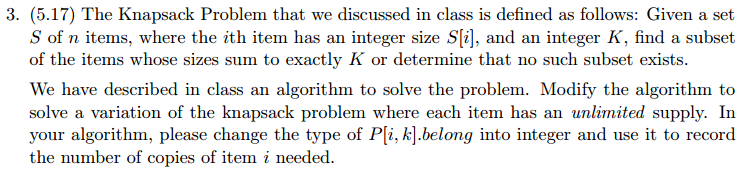 3. (5.17) The Knapsack Problem that we discussed in class is defined as follows: Given a set
S of n items, where the ith item has an integer size S[i], and an integer K, find a subset
of the items whose sizes sum to exactly K or determine that no such subset exists.
We have described in class an algorithm to solve the problem. Modify the algorithm to
solve a variation of the knapsack problem where each item has an unlimited supply. In
your algorithm, please change the type of P[i, k].belong into integer and use it to record
the number of copies of item i needed.